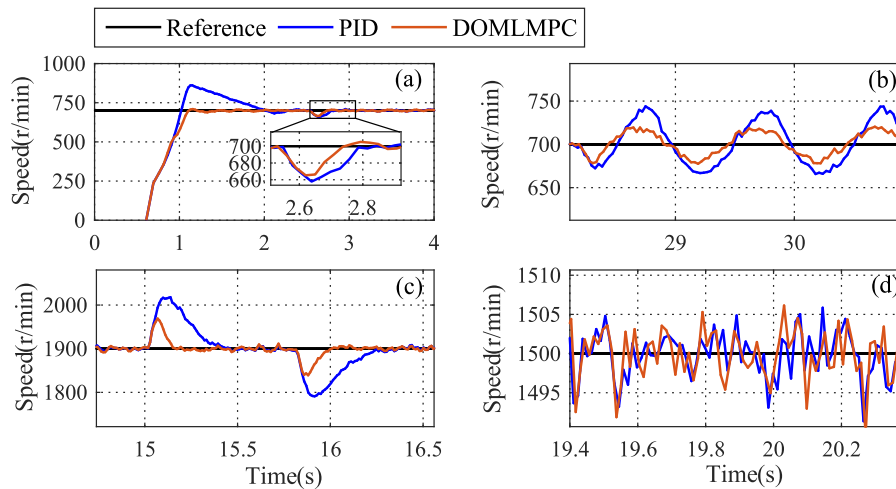 Reference PID DOMLMPC
(a)
Speed(r/min)
1000
750
500
250
0
0 1 2 3 4
700
680
660
2.6 2.8
(b)
Speed(r/min)
750
700
650
29 30
(c)
Speed(r/min)
2000
1900
1800
15 15.5 16 16.5
Time(s)
(d)
Speed(r/min)
1510
1505
1500
1495
19.4 19.6 19.8 20 20.2
Time(s)